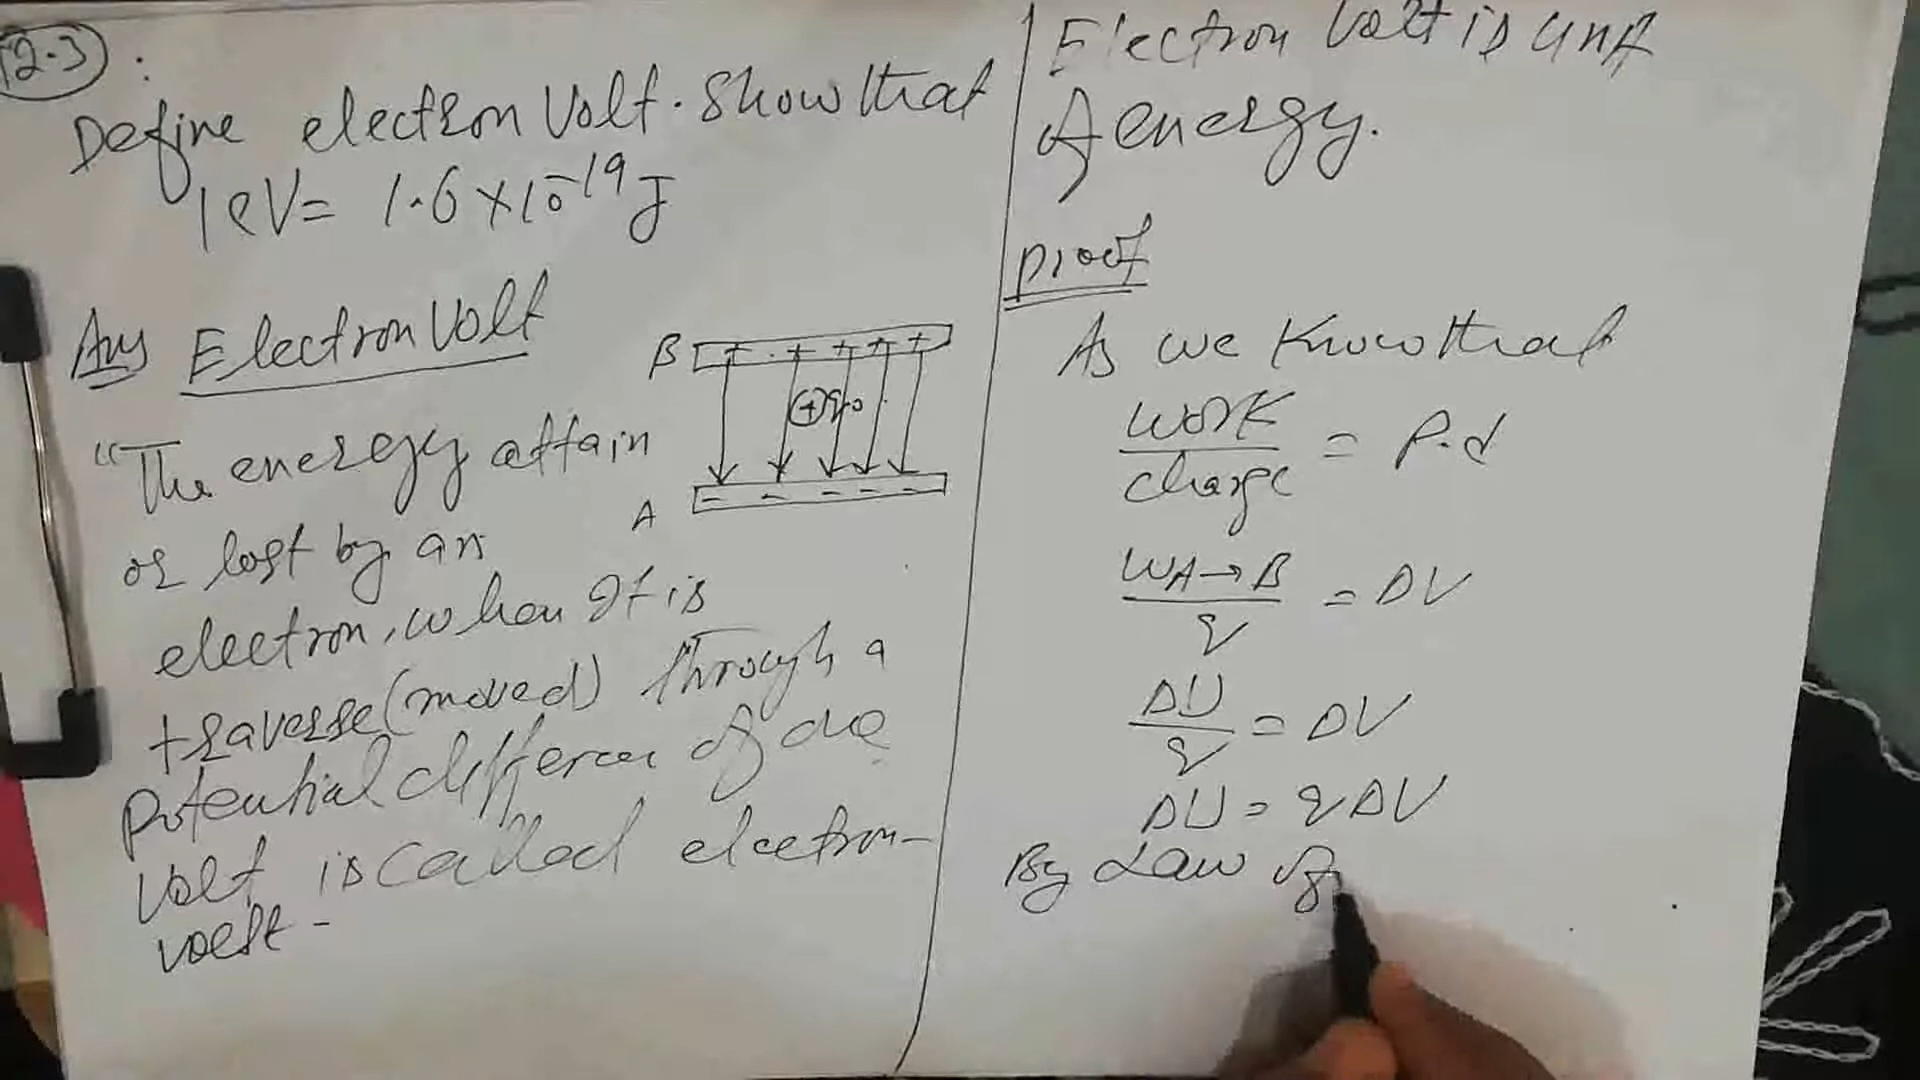 12.3 :
Define electron Volt. Show that
1eV = 1.6 × 10⁻¹⁹ J
Ans Electron Volt
"The energy attain
or lost by an
electron, when it is
traverse (moved) through a
potential difference of one
Volt is called electron-
volt -
B + + + + +
⊕q₀
A - - - - -
Electron Volt is unit
of energy.
Proof
As we know that
work/charge = P.d
W A→B/q = ΔV
ΔU/q = ΔV
ΔU = qΔV
By Law of